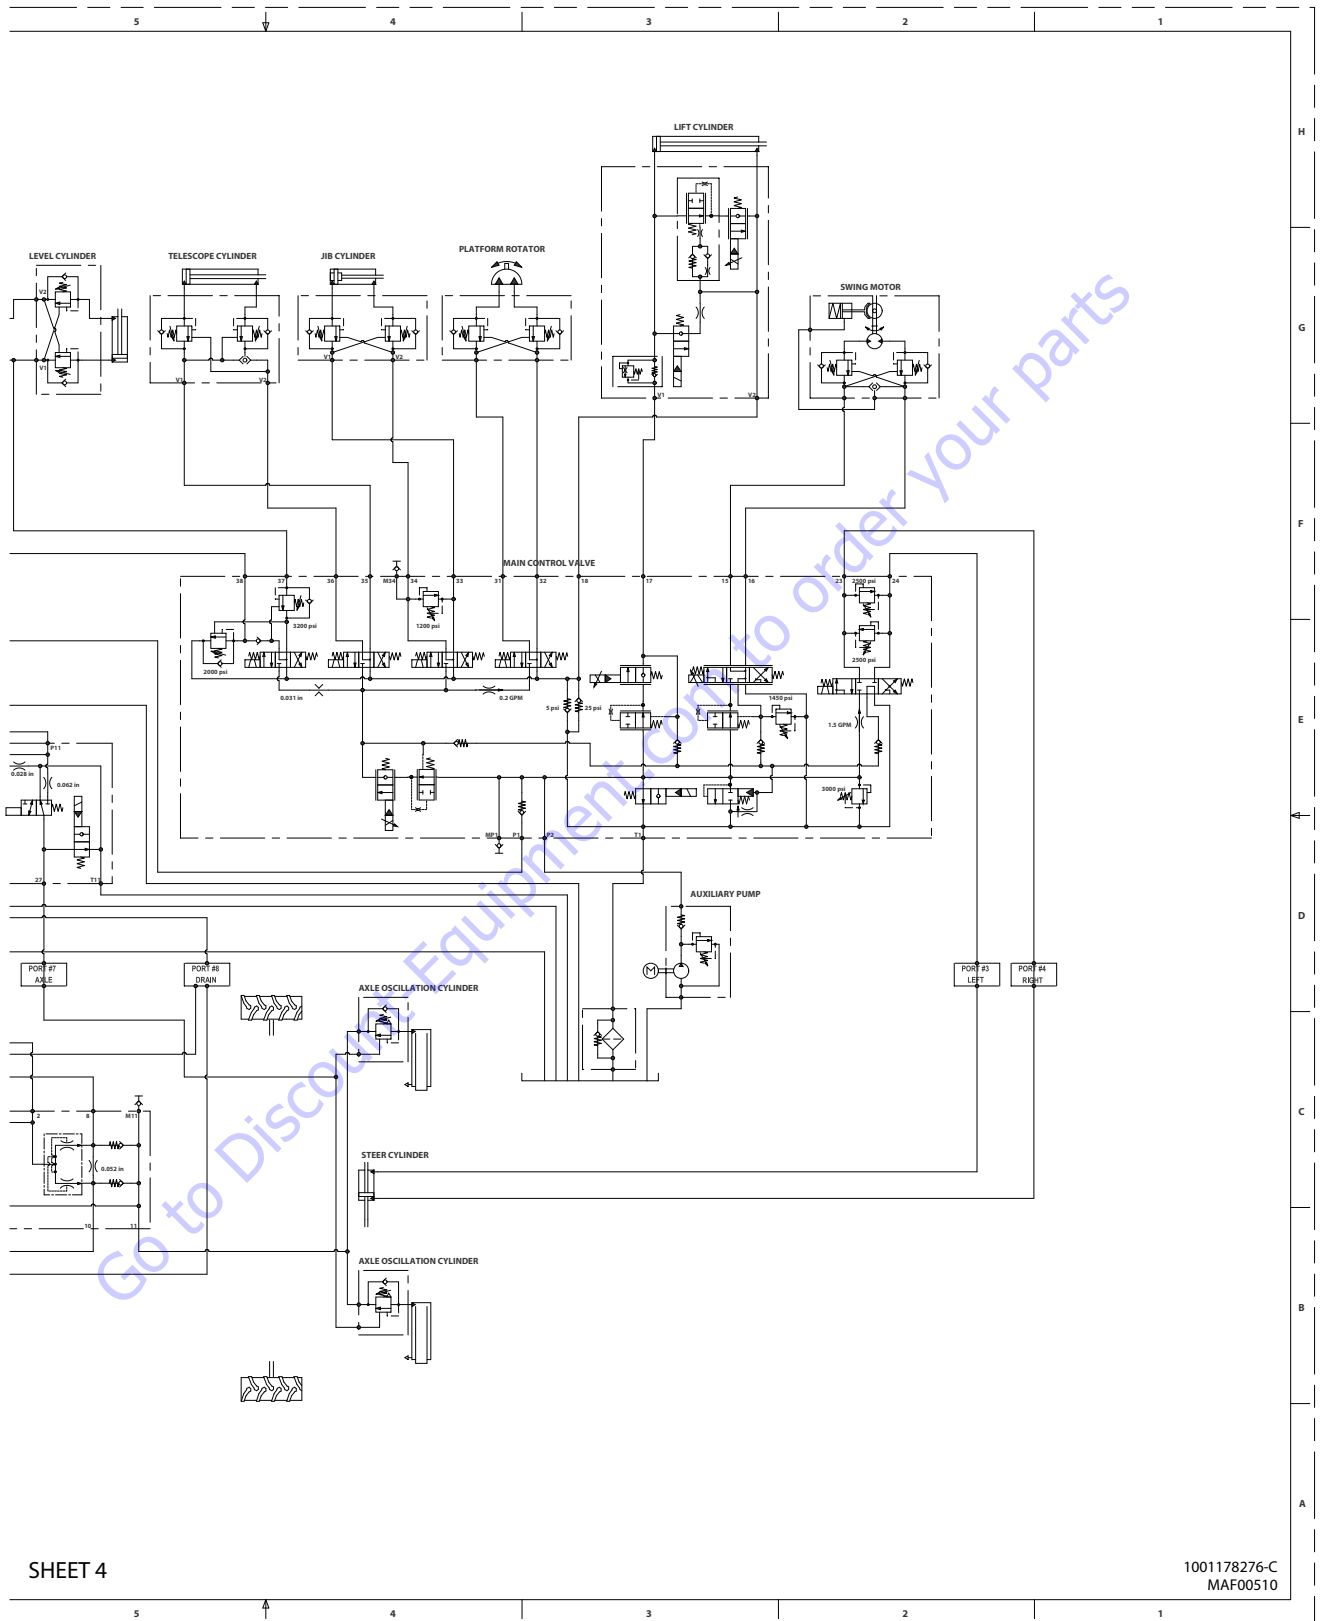 5 4 3 2 1
LIFT CYLINDER
H
PLATFORM ROTATOR
LEVEL CYLINDER TELESCOPE CYLINDER JIB CYLINDER
SWING MOTOR
V2
G
V1 V2
V1
V1 V2
V1 V2
F
MAIN CONTROL VALVE
38 37 36 35 M34 34 33 31 32 18 17 15 16 23 2500 psi 24
3200 psi 1200 psi
2000 psi 2500 psi
0.031 in 0.2 GPM 5 psi 25 psi 1450 psi
1.5 GPM
E
P11
0.028 in
0.062 in
3000 psi
MP1 P1 P2 T1
27 T11
AUXILIARY PUMP
D
M
PORT #7
AXLE
PORT #8
DRAIN
PORT #3
LEFT
PORT #4
RIGHT
AXLE OSCILLATION CYLINDER
2 8 M11
C
STEER CYLINDER
0.052 in
10 11
AXLE OSCILLATION CYLINDER
B
A
Go to Discount-Equipment.com to order your parts
SHEET 4
1001178276-C
MAF00510
5 4 3 2 1